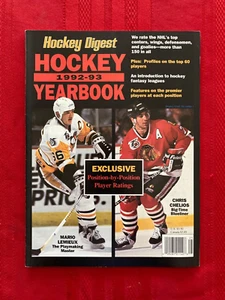 Hockey Digest
HOCKEY
1992-93
YEARBOOK
We rate the NHL's top
centers, wings, defensemen,
and goalies—more than
150 in all
Plus: Profiles on the top 60
players
An introduction to hockey
fantasy leagues
Features on the premier
players at each position
EXCLUSIVE
Position-by-Position
Player Ratings
MARIO
LEMIEUX
The Playmaking
Master
CHRIS
CHELIOS
Big-Time
Blueliner